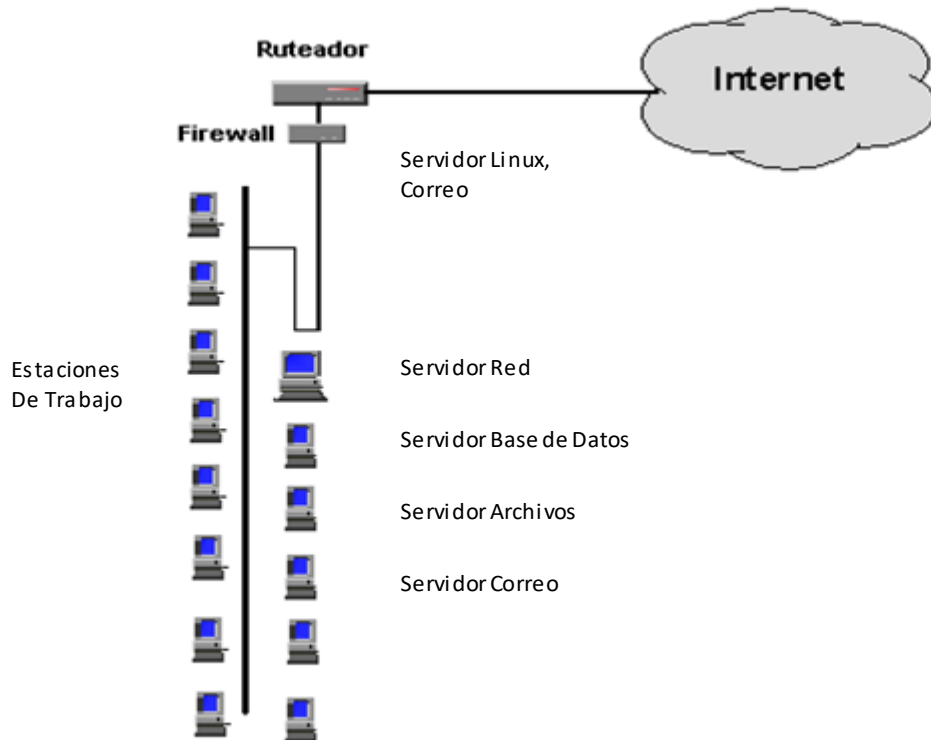 Ruteador
Internet
Firewall
Servidor Linux,
Correo
Estaciones
De Trabajo
Servidor Red
Servidor Base de Datos
Servidor Archivos
Servidor Correo